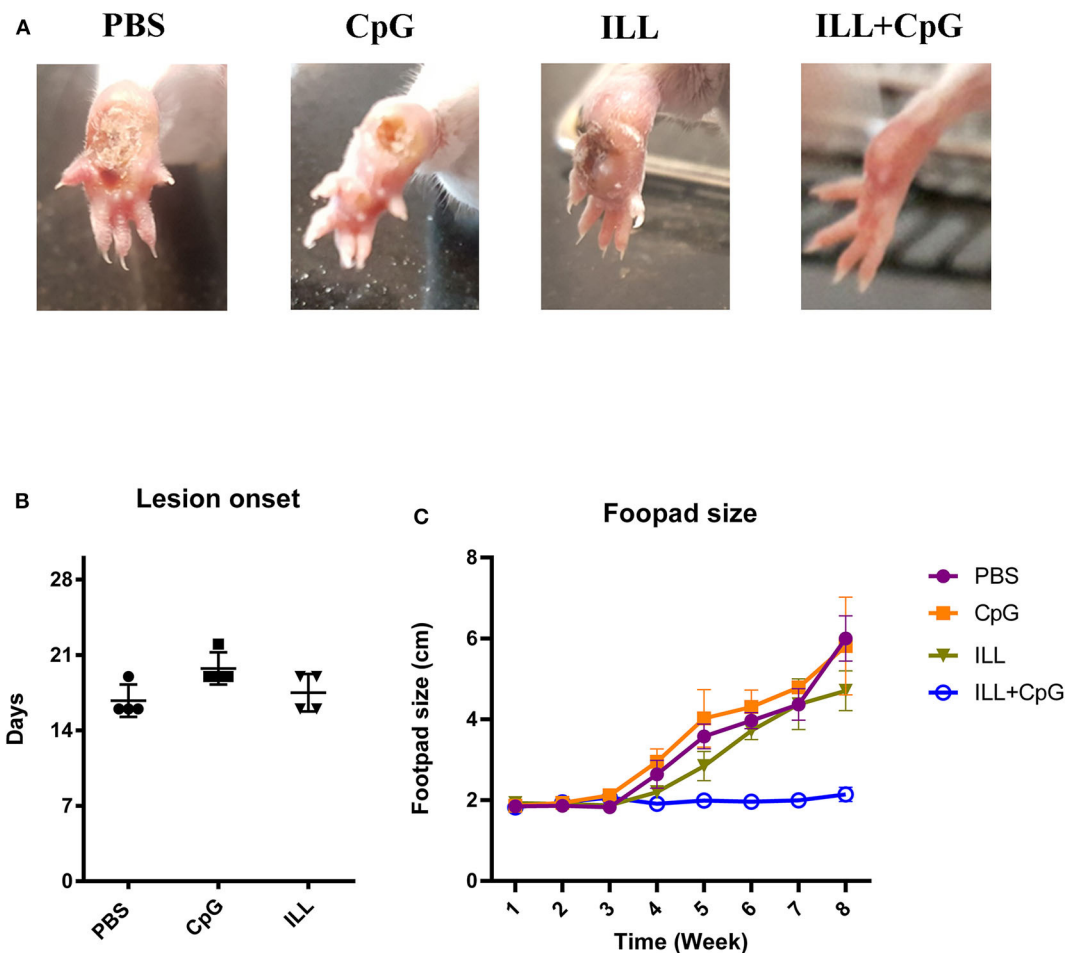 A
PBS
CpG
ILL
ILL+CpG
B
Lesion onset
Days
28
21
14
7
0
PBS
CpG
ILL
C
Foopad size
Footpad size (cm)
8
6
4
2
0
1
2
3
4
5
6
7
8
Time (Week)
PBS
CpG
ILL
ILL+CpG